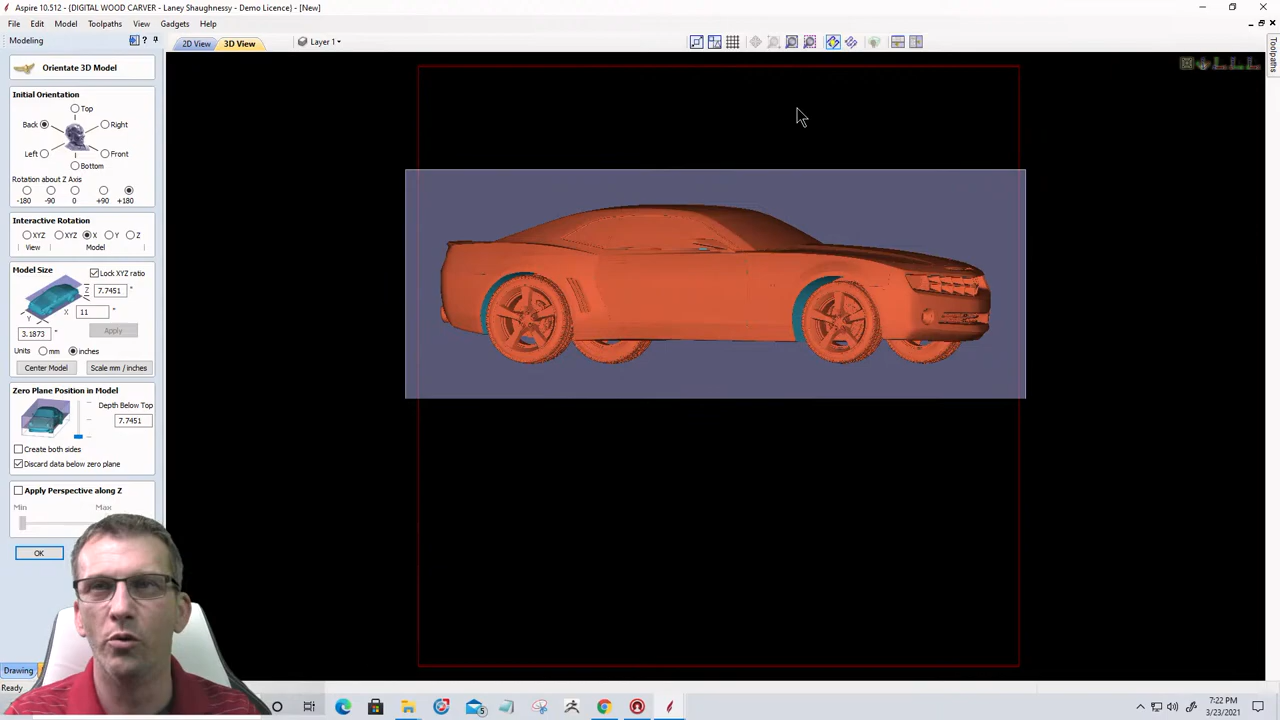 Aspire 10.512 - (DIGITAL WOOD CARVER - Laney Shaughnessy - Demo Licence) - [New]
File Edit Model Toolpaths View Gadgets Help
Modeling ?
2D View 3D View Layer 1
Orientate 3D Model
Initial Orientation
Top
Back Right
Left Front
Bottom
Rotation about Z Axis
-180 -90 0 +90 +180
Interactive Rotation
XYZ XYZ X Y Z
View Model
Model Size
Lock XYZ ratio
Z 7.7451 "
X 11 "
Y
3.1873 " Apply
Units mm inches
Center Model Scale mm / inches
Zero Plane Position in Model
Depth Below Top
7.7451
Create both sides
Discard data below zero plane
Apply Perspective along Z
Min Max
OK
Drawing
Ready
Toolpaths
5
7:22 PM
3/23/2021